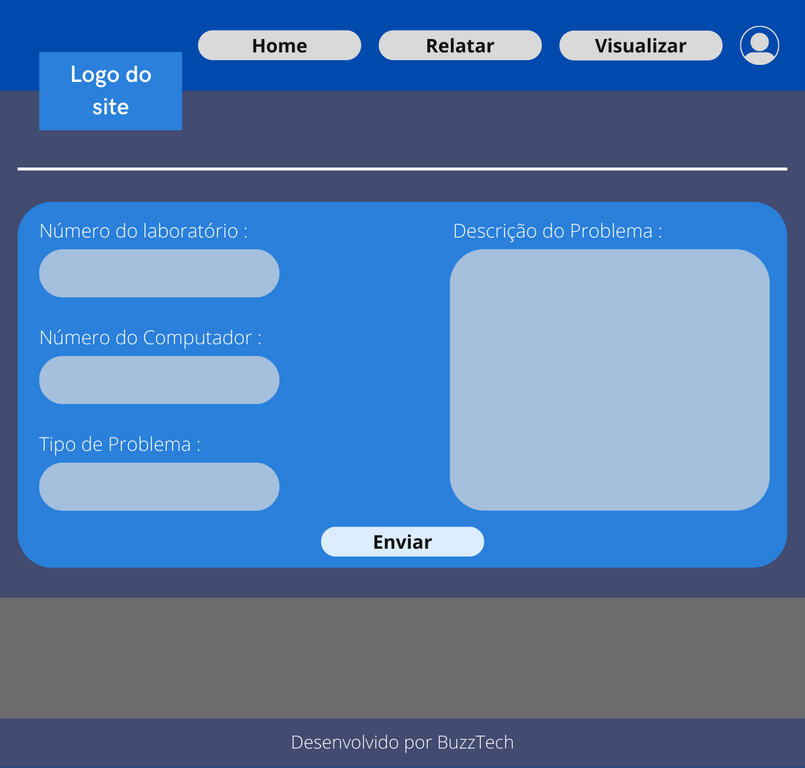 Home
Relatar
Visualizar
Logo do
site
Número do laboratório :
Descrição do Problema :
Número do Computador :
Tipo de Problema :
Enviar
Desenvolvido por BuzzTech